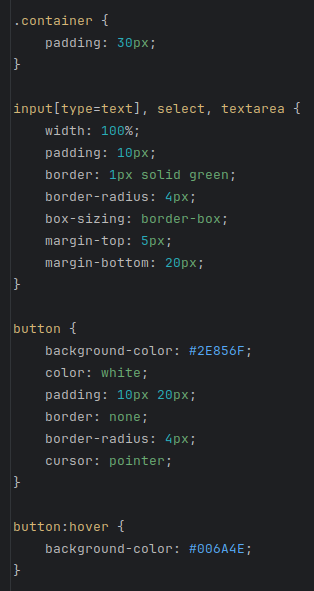 .container {
    padding: 30px;
}

input[type=text], select, textarea {
    width: 100%;
    padding: 10px;
    border: 1px solid green;
    border-radius: 4px;
    box-sizing: border-box;
    margin-top: 5px;
    margin-bottom: 20px;
}

button {
    background-color: #2E856F;
    color: white;
    padding: 10px 20px;
    border: none;
    border-radius: 4px;
    cursor: pointer;
}

button:hover {
    background-color: #006A4E;
}